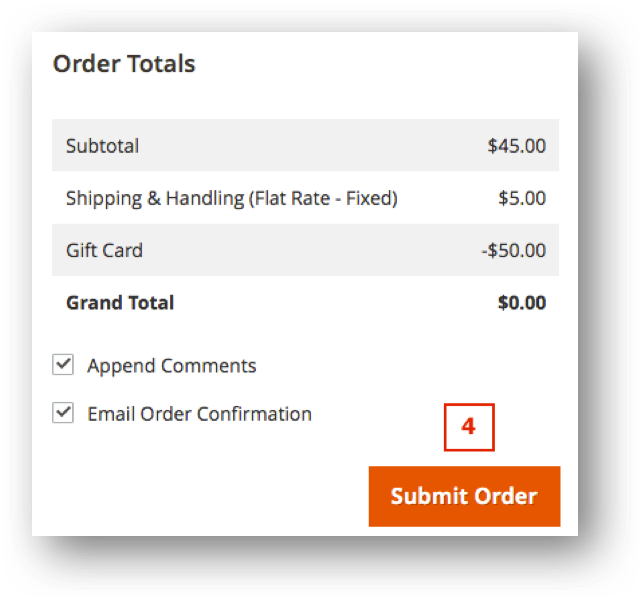 Order Totals
Subtotal $45.00
Shipping & Handling (Flat Rate - Fixed) $5.00
Gift Card -$50.00
Grand Total $0.00
Append Comments
Email Order Confirmation
4
Submit Order